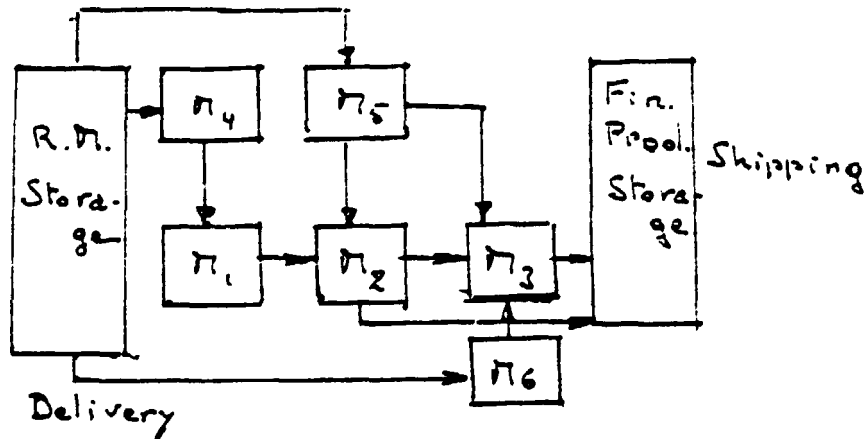 R.M.
Stora-
ge
M4
M5
M1
M2
M3
M6
Fin.
Prod.
Stora-
ge
Shipping
Delivery